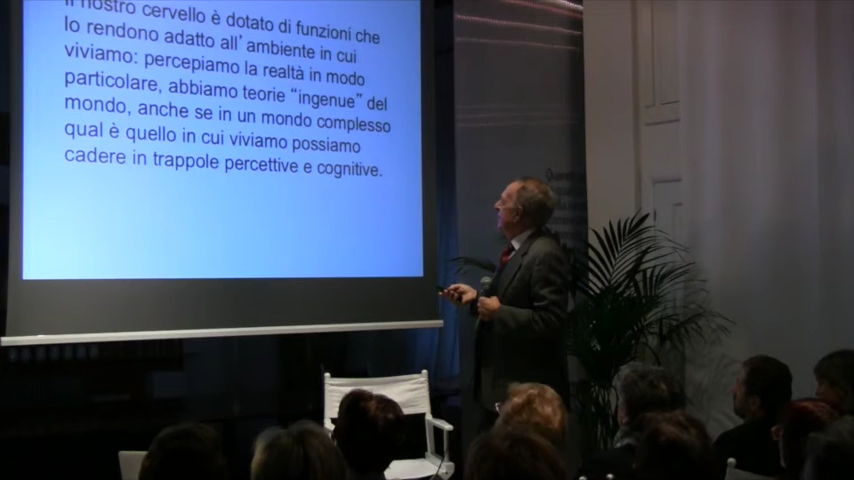 Il nostro cervello è dotato di funzioni che
lo rendono adatto all' ambiente in cui
viviamo: percepiamo la realtà in modo
particolare, abbiamo teorie “ingenue” del
mondo, anche se in un mondo complesso
qual è quello in cui viviamo possiamo
cadere in trappole percettive e cognitive.